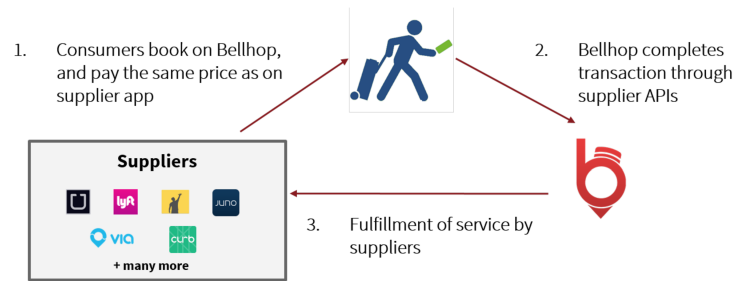 1. Consumers book on Bellhop,
and pay the same price as on
supplier app
2. Bellhop completes
transaction through
supplier APIs
Suppliers
U
lyft
JUNO
via
curb
+ many more
3. Fulfillment of service by
suppliers
b